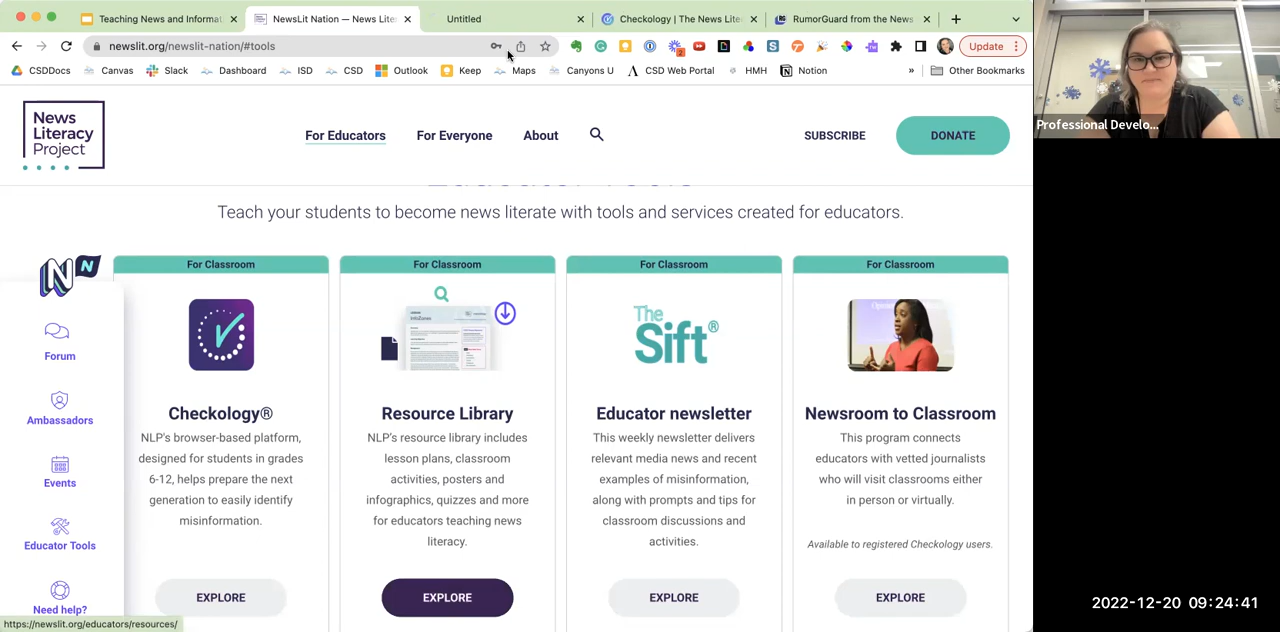 Teaching News and Informat
NewsLit Nation — News Lite
Untitled
Checkology | The News Lite
RumorGuard from the News
newslit.org/newslit-nation/#tools
Update
CSDDocs
Canvas
Slack
Dashboard
ISD
CSD
Outlook
Keep
Maps
Canyons U
CSD Web Portal
HMH
Notion
»
Other Bookmarks
Professional Develo...
News
Literacy
Project
For Educators
For Everyone
About
SUBSCRIBE
DONATE
Teach your students to become news literate with tools and services created for educators.
N
N
Forum
Ambassadors
Events
Educator Tools
Need help?
For Classroom
Checkology®
NLP's browser-based platform,
designed for students in grades
6-12, helps prepare the next
generation to easily identify
misinformation.
EXPLORE
For Classroom
Resource Library
NLP's resource library includes
lesson plans, classroom
activities, posters and
infographics, quizzes and more
for educators teaching news
literacy.
EXPLORE
For Classroom
The
Sift®
Educator newsletter
This weekly newsletter delivers
relevant media news and recent
examples of misinformation,
along with prompts and tips for
classroom discussions and
activities.
EXPLORE
For Classroom
Newsroom to Classroom
This program connects
educators with vetted journalists
who will visit classrooms either
in person or virtually.
Available to registered Checkology users.
EXPLORE
https://newslit.org/educators/resources/
2022-12-20 09:24:41